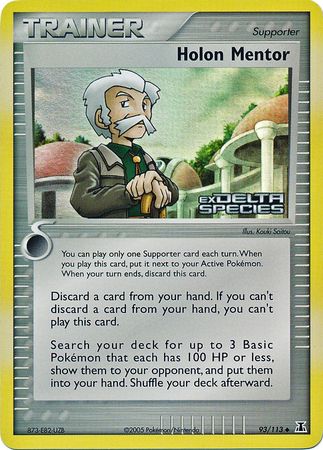 TRAINER
Supporter
Holon Mentor
EX DELTA
SPECIES
Illus. Kouki Saitou
You can play only one Supporter card each turn. When
you play this card, put it next to your Active Pokémon.
When your turn ends, discard this card.
Discard a card from your hand. If you can't
discard a card from your hand, you can't
play this card.
Search your deck for up to 3 Basic
Pokémon that each has 100 HP or less,
show them to your opponent, and put them
into your hand. Shuffle your deck afterward.
873-E82-UZB
©2005 Pokémon/Nintendo
93/113